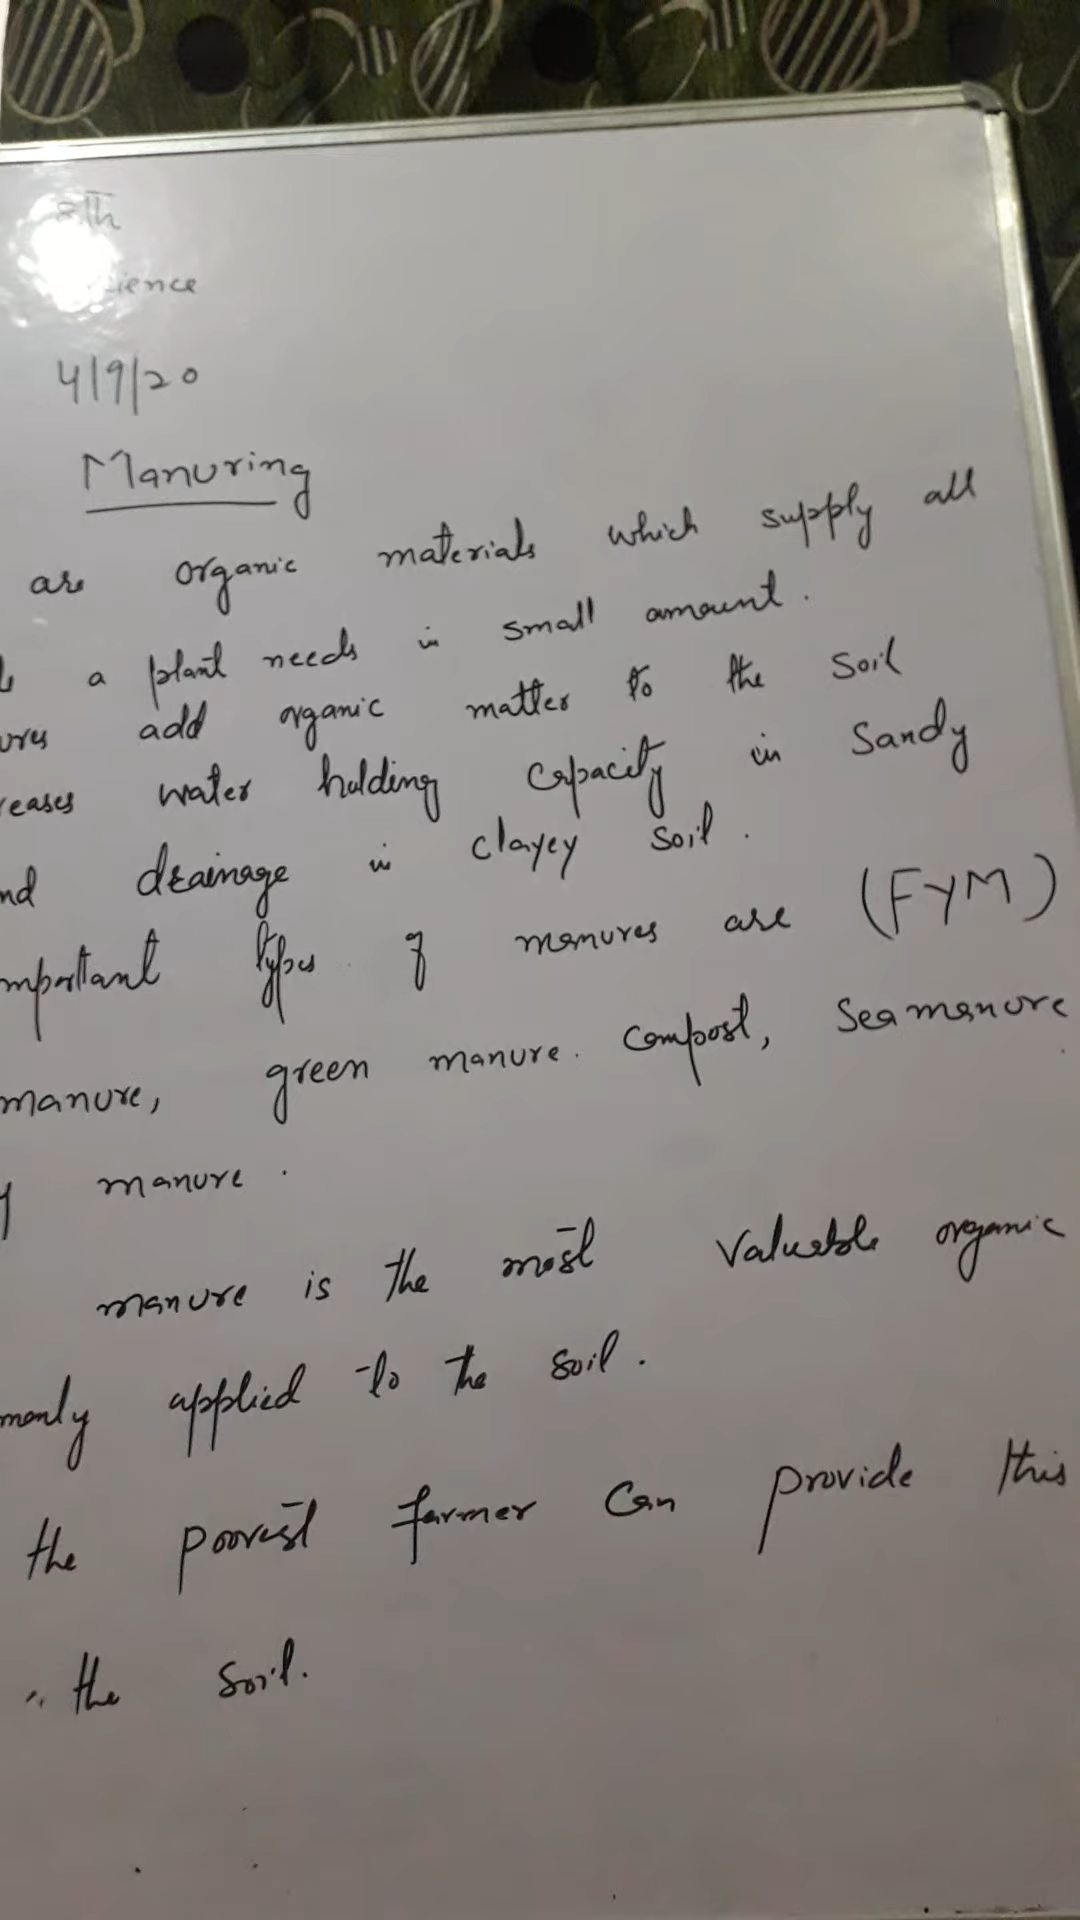 8th
ience
4/9/20
Manuring
are organic materials which supply all
a plant needs in small amount.
ures add organic matter to the soil
reases water holding capacity in sandy
nd drainage in clayey soil.
mportant types of manures are (FYM)
manure, green manure. compost, Sea manure
manure.
manure is the most valuable organic
monly applied to the soil.
the poorest farmer can provide this
the soil.